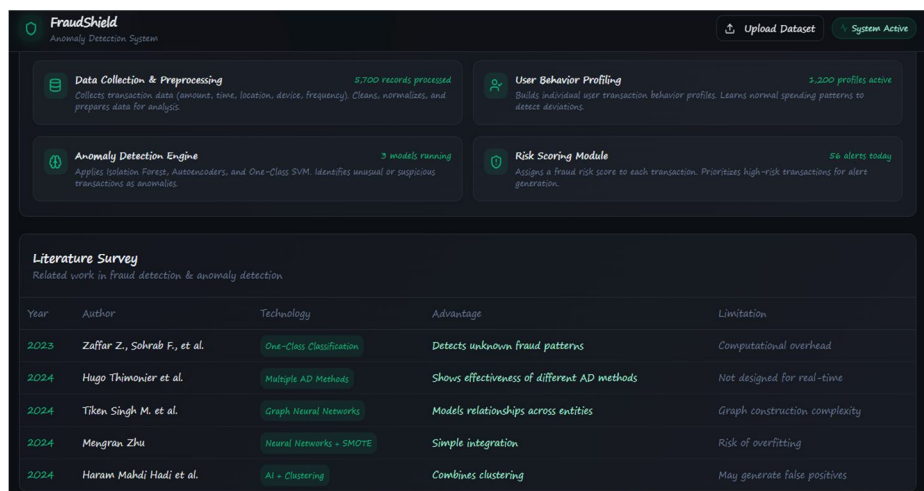 FraudShield
Anomaly Detection System
Upload Dataset
System Active
Data Collection & Preprocessing
5,700 records processed
Collects transaction data (amount, time, location, device, frequency). Cleans, normalizes, and
prepares data for analysis.
User Behavior Profiling
1,200 profiles active
Builds individual user transaction behavior profiles. Learns normal spending patterns to
detect deviations.
Anomaly Detection Engine
3 models running
Applies Isolation Forest, Autoencoders, and One-Class SVM. Identifies unusual or suspicious
transactions as anomalies.
Risk Scoring Module
56 alerts today
Assigns a fraud risk score to each transaction. Prioritizes high-risk transactions for alert
generation.
Literature Survey
Related work in fraud detection & anomaly detection
Year Author Technology Advantage Limitation
2023 Zaffar Z., Sohrab F., et al. One-Class Classification Detects unknown fraud patterns Computational overhead
2024 Hugo Thimonier et al. Multiple AD Methods Shows effectiveness of different AD methods Not designed for real-time
2024 Tiken Singh M. et al. Graph Neural Networks Models relationships across entities Graph construction complexity
2024 Mengran Zhu Neural Networks + SMOTE Simple integration Risk of overfitting
2024 Haram Mahdi Hadi et al. AI + Clustering Combines clustering May generate false positives